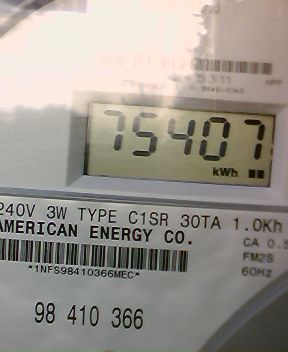 75407
kWh
240V 3W TYPE C1SR 30TA 1.0Kh
AMERICAN ENERGY CO.
CA 0.5
FM2S
60HZ
*1NFS98410366MEC*
98 410 366